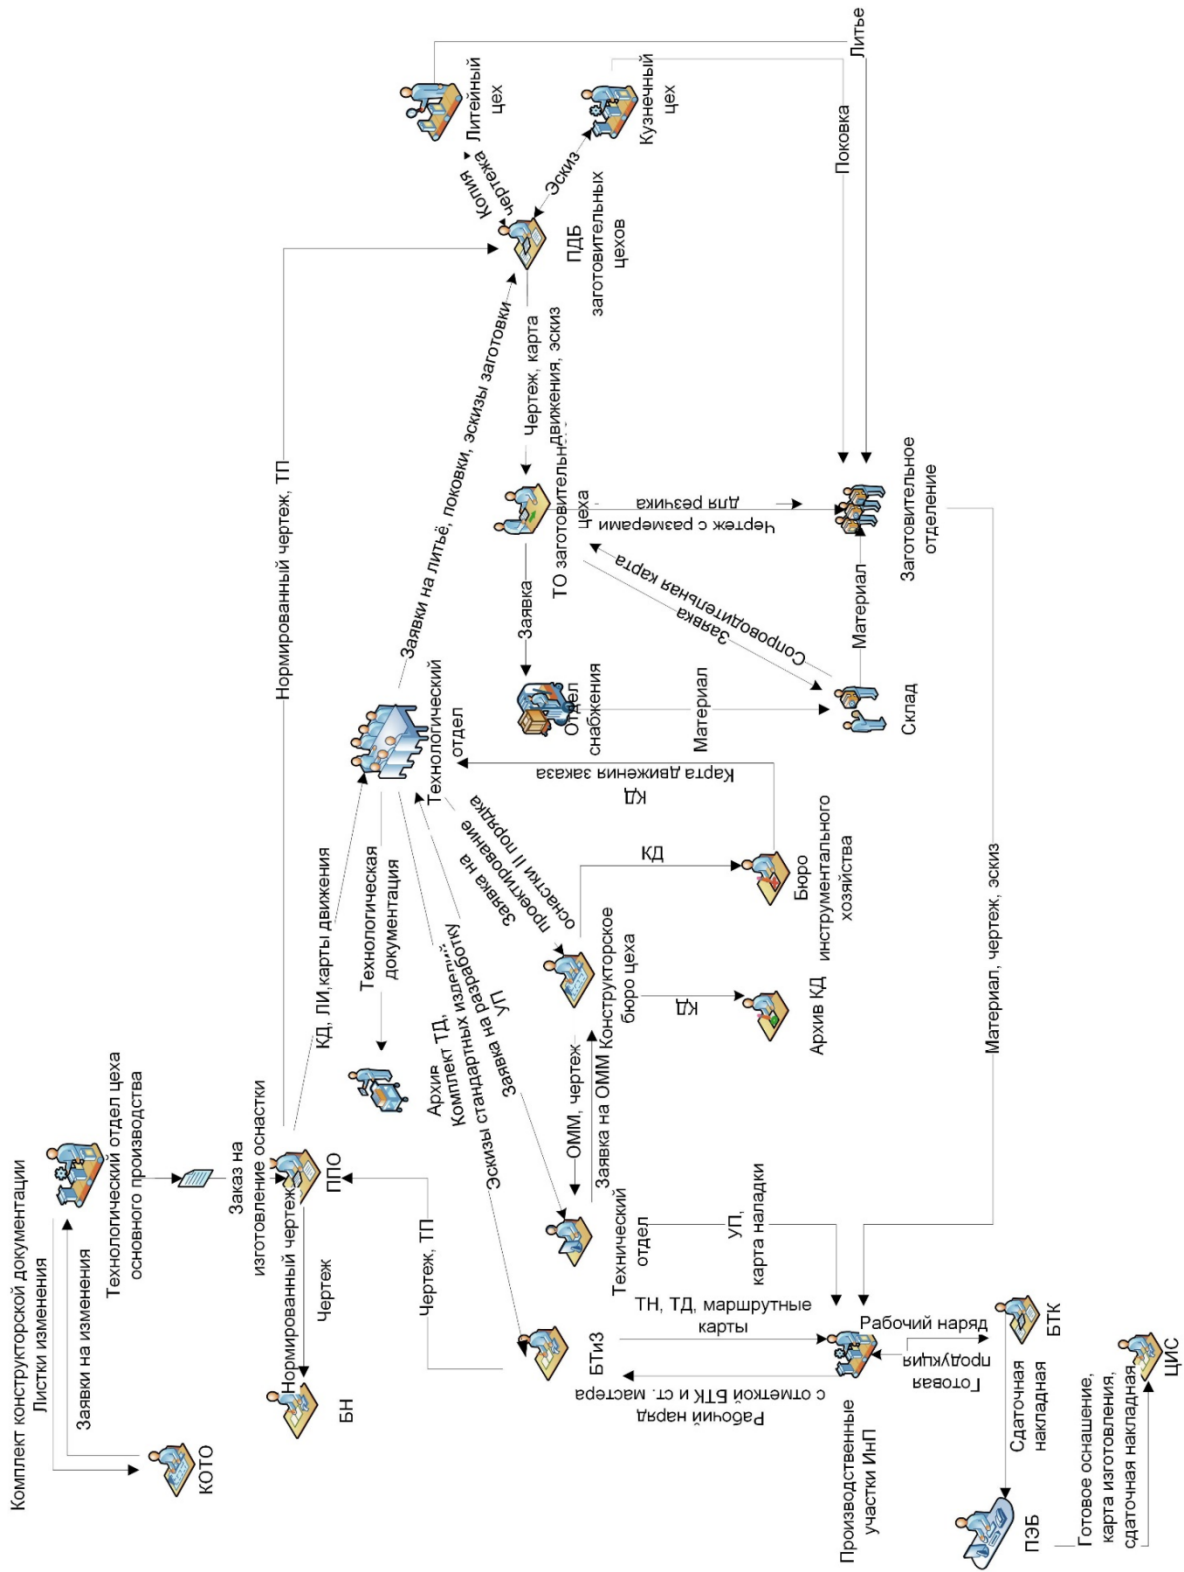 Комплект конструкторской документации
Листки изменения
Заявки на изменения
КОТО
Технологический отдел цеха
основного производства
Заказ на
изготовление оснастки
Нормированный чертеж
Чертеж
БН
ППО
Нормированный чертеж, ТП
КД, ЛИ,карты движения
Технологическая
документация
Архив ТД,
Комплект ТД,
Эскизы стандартных изделий
Заявка на разработку
УП
Технологический
отдел
Заявки на литьё, поковки, эскизы заготовки
Копия
чертежа
Литейный
цех
Эскиз
Кузнечный
цех
ПДБ
заготовительных
цехов
Литье
Поковка
Чертеж, ТП
Заявка на
проектирование
оснастки II порядка
Чертеж, карта
движения, эскиз
ТО заготовительного
цеха
Заявка
Отдел
снабжения
Материал
БТиЗ
Технический
отдел
ОММ, чертеж
Заявка на ОММ
Конструкторское
бюро цеха
КД
КД
КД
Карта движения заказа
Заявка
Сопроводительная карта
Чертеж с размерами
для резчика
Рабочий наряд
с отметкой БТК и ст. мастера
ТН, ТД, маршрутные
карты
УП,
карта наладки
Архив КД
Бюро
инструментального
хозяйства
Склад
Материал
Заготовительное
отделение
Производственные
участки ИнП
Рабочий наряд
Готовая
продукция
Материал, чертеж, эскиз
Сдаточная
накладная
БТК
ПЭБ
Готовое оснащение,
карта изготовления,
сдаточная накладная
ЦИС